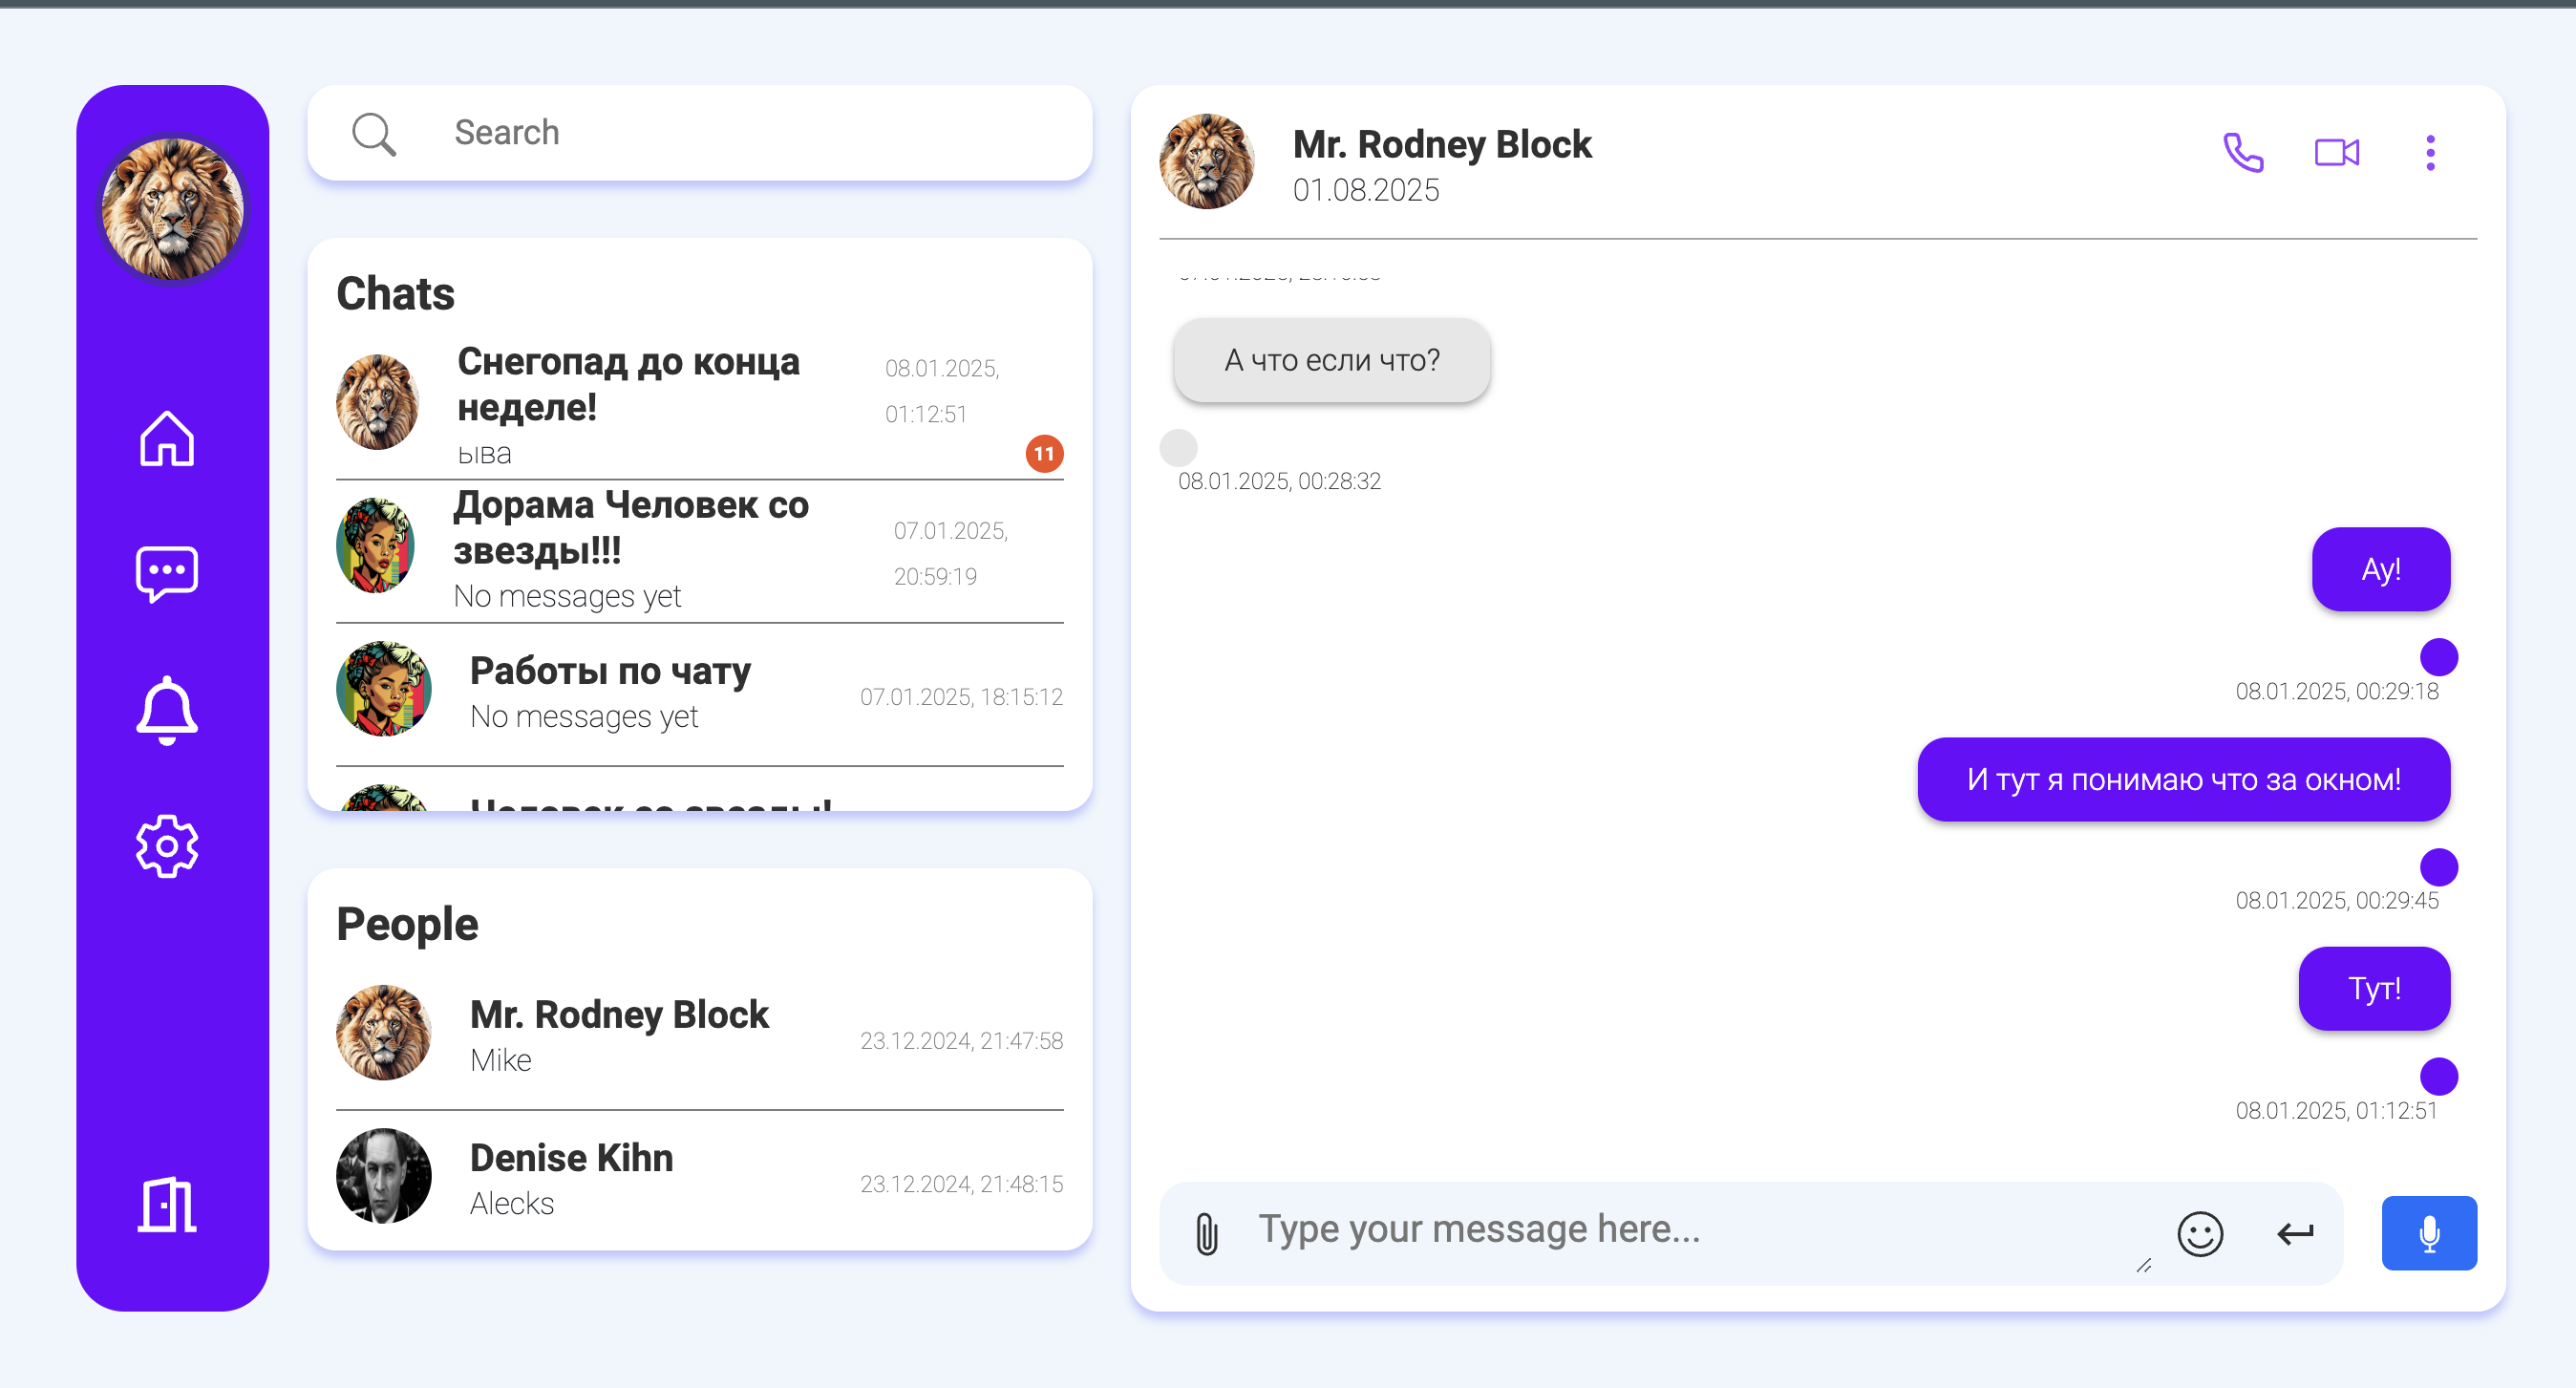 Search
Chats
Снегопад до конца
неделе!
ыва
08.01.2025,
01:12:51
11
Дорама Человек со
звезды!!!
No messages yet
07.01.2025,
20:59:19
Работы по чату
No messages yet
07.01.2025, 18:15:12
Человек со звезды!
People
Mr. Rodney Block
Mike
23.12.2024, 21:47:58
Denise Kihn
Alecks
23.12.2024, 21:48:15
Mr. Rodney Block
01.08.2025
А что если что?
08.01.2025, 00:28:32
Ау!
08.01.2025, 00:29:18
И тут я понимаю что за окном!
08.01.2025, 00:29:45
Тут!
08.01.2025, 01:12:51
Type your message here...